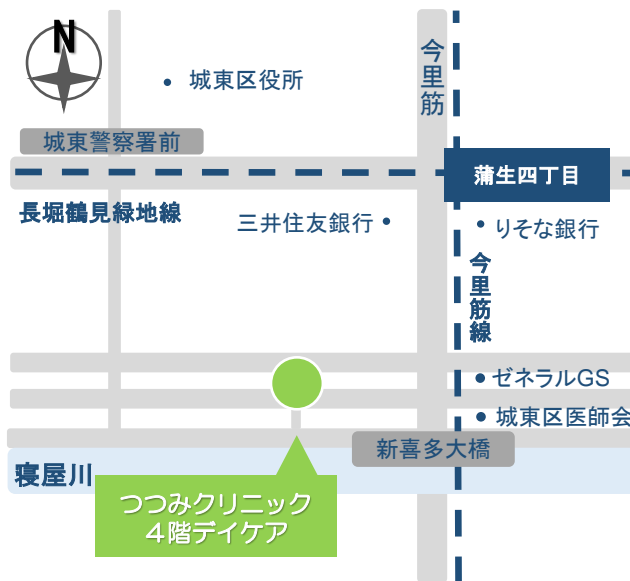 N
城東区役所
今里筋
城東警察署前
蒲生四丁目
長堀鶴見緑地線
三井住友銀行
りそな銀行
今里筋線
ゼネラルGS
城東区医師会
新喜多大橋
寝屋川
つつみクリニック
4階デイケア